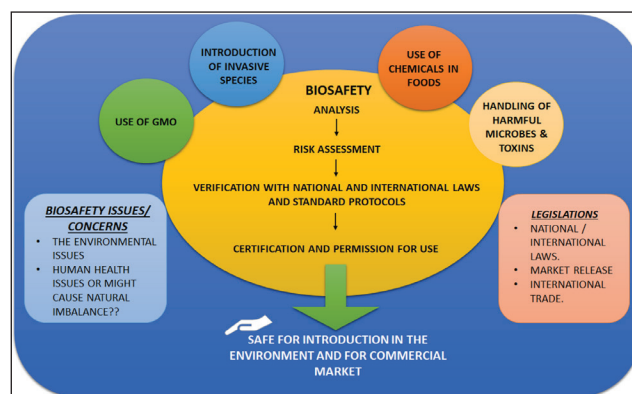 INTRODUCTION
OF INVASIVE
SPECIES
USE OF
CHEMICALS IN
FOODS
USE OF GMO
HANDLING OF
HARMFUL
MICROBES &
TOXINS
BIOSAFETY
ANALYSIS
RISK ASSESSMENT
VERIFICATION WITH NATIONAL AND INTERNATIONAL LAWS
AND STANDARD PROTOCOLS
CERTIFICATION AND PERMISSION FOR USE
BIOSAFETY ISSUES/
CONCERNS
• THE ENVIRONMENTAL
ISSUES
• HUMAN HEALTH
ISSUES OR MIGHT
CAUSE NATURAL
IMBALANCE??
LEGISLATIONS
• NATIONAL /
INTERNATIONAL
LAWS.
• MARKET RELEASE
• INTERNATIONAL
TRADE.
SAFE FOR INTRODUCTION IN THE
ENVIRONMENT AND FOR COMMERCIAL
MARKET